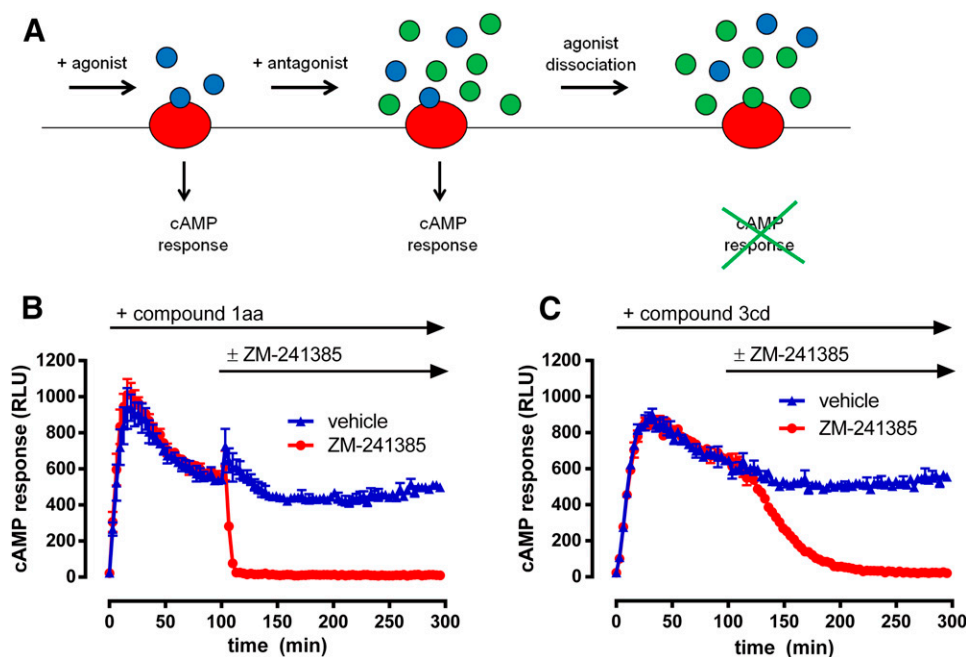 A
+ agonist
+ antagonist
agonist
dissociation
cAMP
response
cAMP
response
cAMP
response
B
+ compound 1aa
± ZM-241385
vehicle
ZM-241385
cAMP response (RLU)
1200
1000
800
600
400
200
0
0 50 100 150 200 250 300
time (min)
C
+ compound 3cd
± ZM-241385
vehicle
ZM-241385
cAMP response (RLU)
1200
1000
800
600
400
200
0
0 50 100 150 200 250 300
time (min)